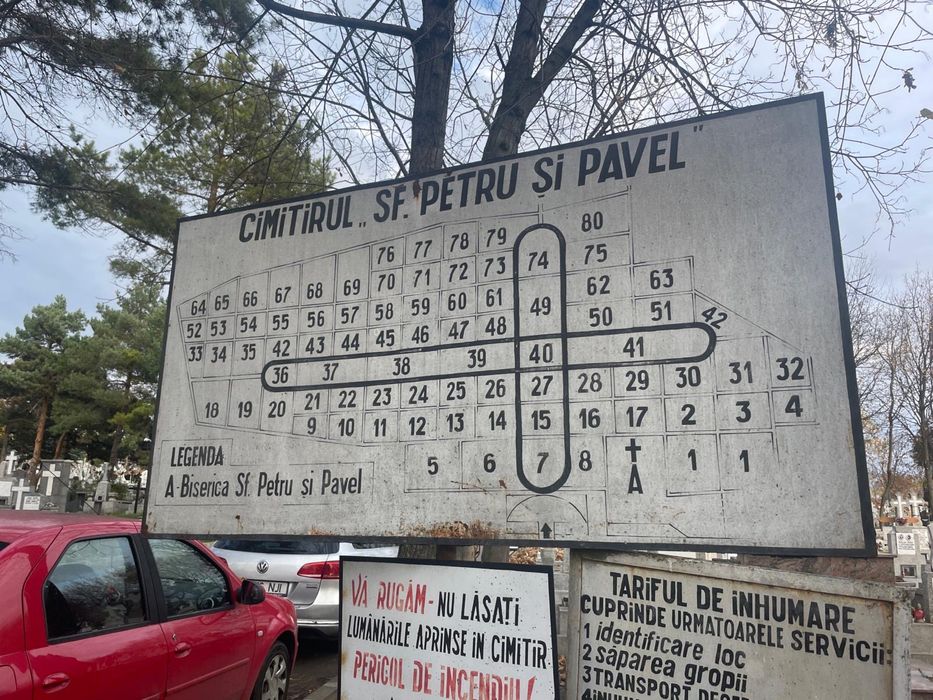 CiMiTiRUL „SF. PETRU Şi PAVEL”
80
76 77 78 79 74 75
64 65 66 67 68 69 70 71 72 73 62 63
52 53 54 55 56 57 58 59 60 61 49 50 51 42
33 34 35 42 43 44 45 46 47 48
36 37 38 39 40 41
18 19 20 21 22 23 24 25 26 27 28 29 30 31 32
9 10 11 12 13 14 15 16 17 2 3 4
5 6 7 8 A 1 1
LEGENDA
A-Biserica Sf. Petru și Pavel
NJI
VĂ RUGĂM - NU LĂSAȚI
LUMÂNĂRILE APRINSE IN CIMITIR
PERICOL DE INCENDIU!
TARIFUL DE INHUMARE
CUPRINDE URMATOARELE SERVICII:
1 identificare loc
2 săparea gropii
3 TRANSPORT